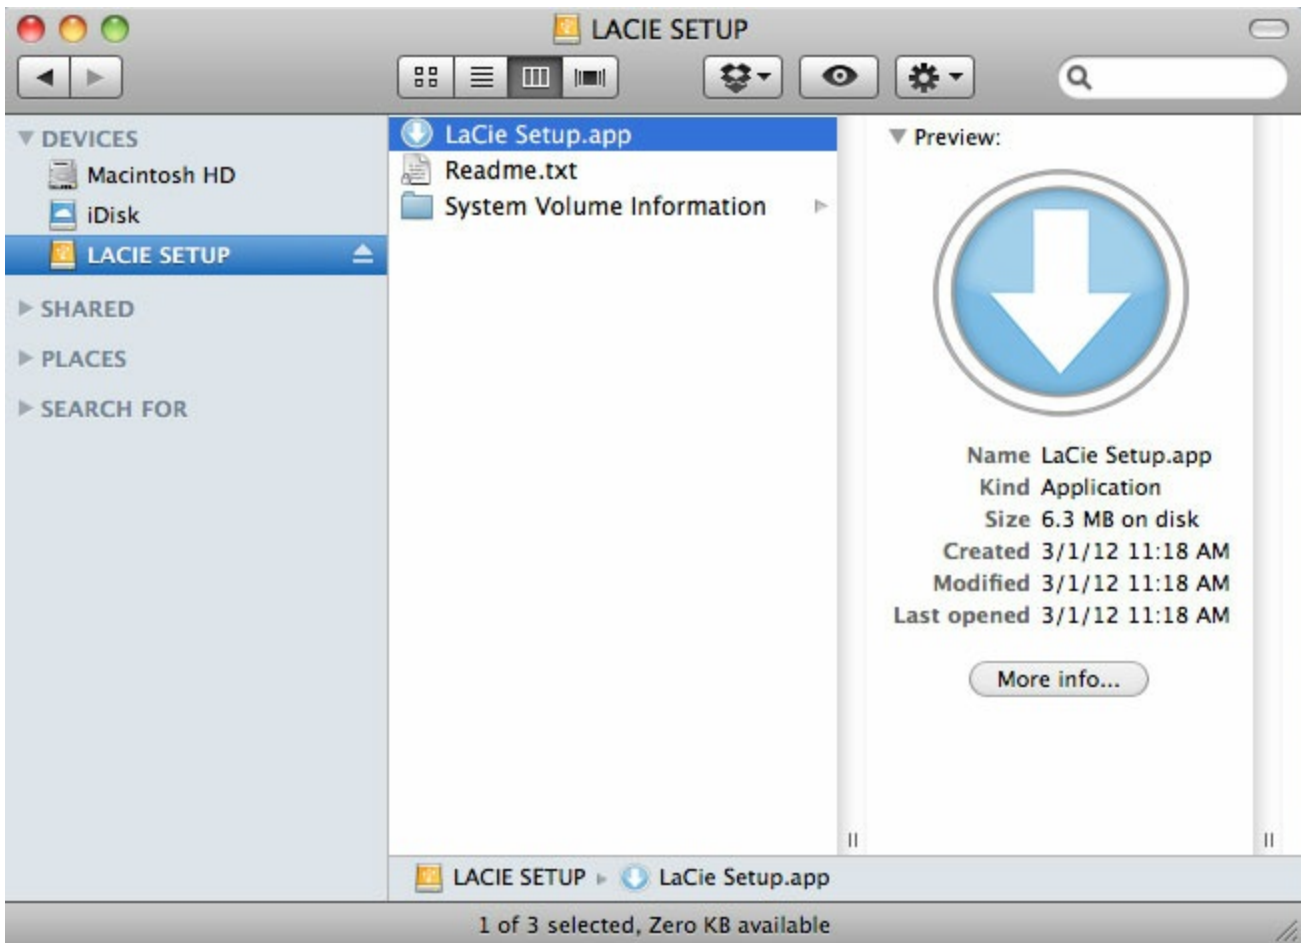 LACIE SETUP
DEVICES
Macintosh HD
iDisk
LACIE SETUP
SHARED
PLACES
SEARCH FOR
LaCie Setup.app
Readme.txt
System Volume Information
Preview:
Name LaCie Setup.app
Kind Application
Size 6.3 MB on disk
Created 3/1/12 11:18 AM
Modified 3/1/12 11:18 AM
Last opened 3/1/12 11:18 AM
More info...
LACIE SETUP LaCie Setup.app
1 of 3 selected, Zero KB available